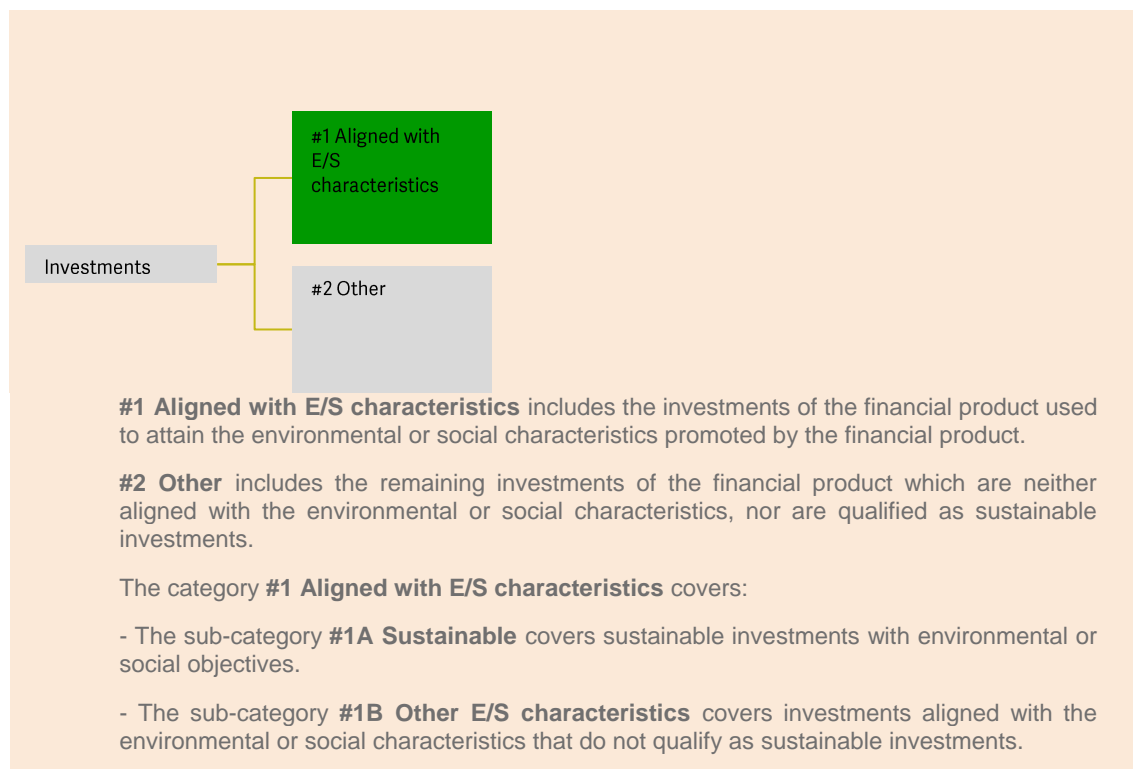 #1 Aligned with
E/S
characteristics
Investments
#2 Other
#1 Aligned with E/S characteristics includes the investments of the financial product used
to attain the environmental or social characteristics promoted by the financial product.
#2 Other includes the remaining investments of the financial product which are neither
aligned with the environmental or social characteristics, nor are qualified as sustainable
investments.
The category #1 Aligned with E/S characteristics covers:
- The sub-category #1A Sustainable covers sustainable investments with environmental or
social objectives.
- The sub-category #1B Other E/S characteristics covers investments aligned with the
environmental or social characteristics that do not qualify as sustainable investments.